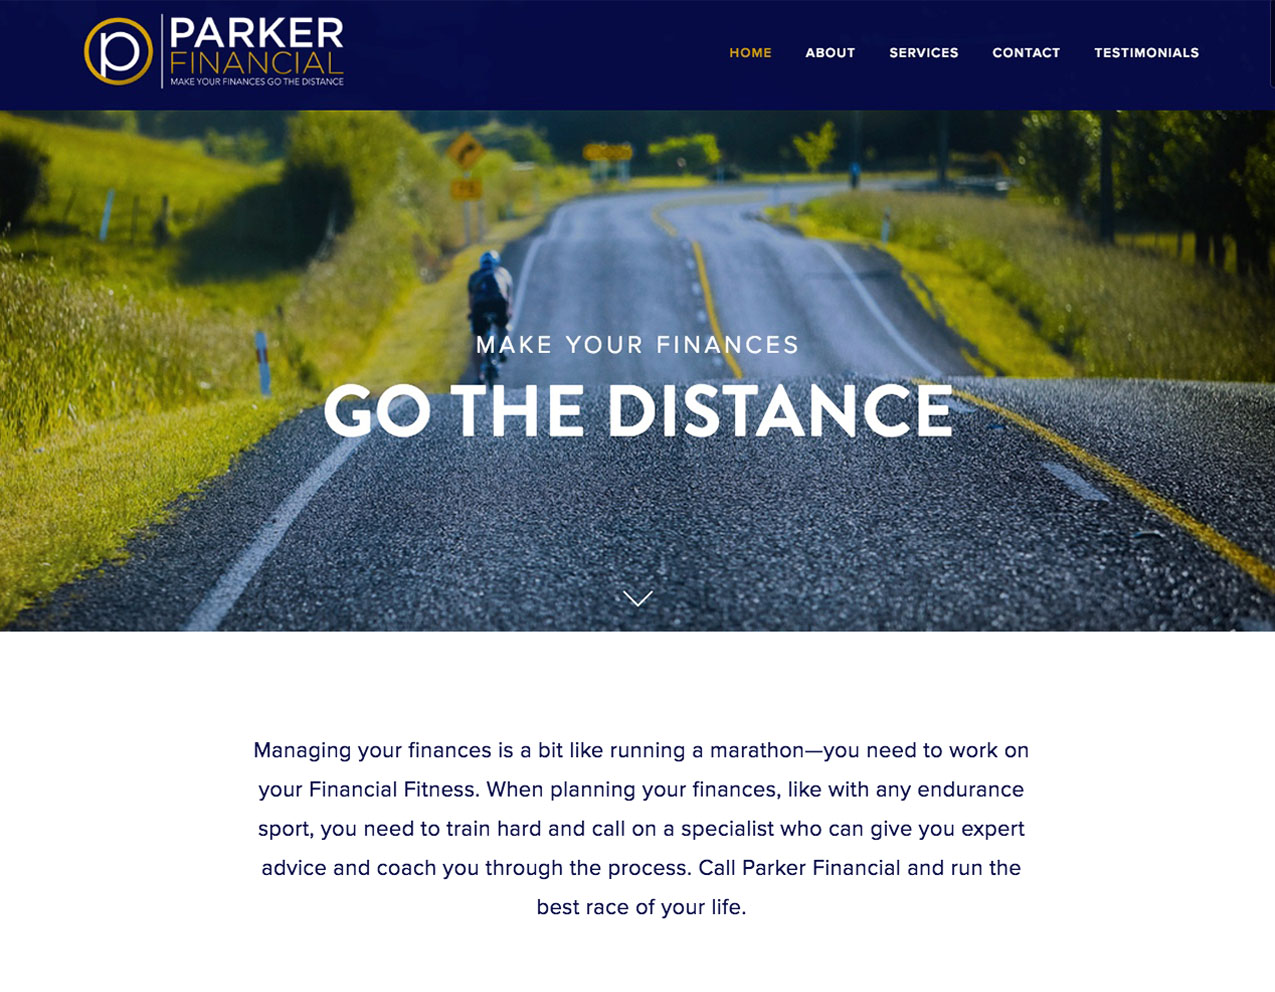 PARKER
FINANCIAL
MAKE YOUR FINANCES GO THE DISTANCE
HOME ABOUT SERVICES CONTACT TESTIMONIALS
MAKE YOUR FINANCES
GO THE DISTANCE
Managing your finances is a bit like running a marathon—you need to work on
your Financial Fitness. When planning your finances, like with any endurance
sport, you need to train hard and call on a specialist who can give you expert
advice and coach you through the process. Call Parker Financial and run the
best race of your life.